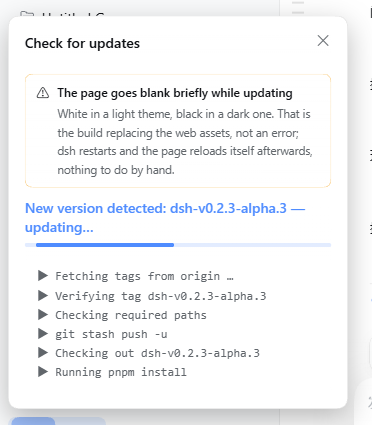 Check for updates
The page goes blank briefly while updating
White in a light theme, black in a dark one. That is
the build replacing the web assets, not an error;
dsh restarts and the page reloads itself afterwards,
nothing to do by hand.
New version detected: dsh-v0.2.3-alpha.3 —
updating...
▶ Fetching tags from origin …
▶ Verifying tag dsh-v0.2.3-alpha.3
▶ Checking required paths
▶ git stash push -u
▶ Checking out dsh-v0.2.3-alpha.3
▶ Running pnpm install